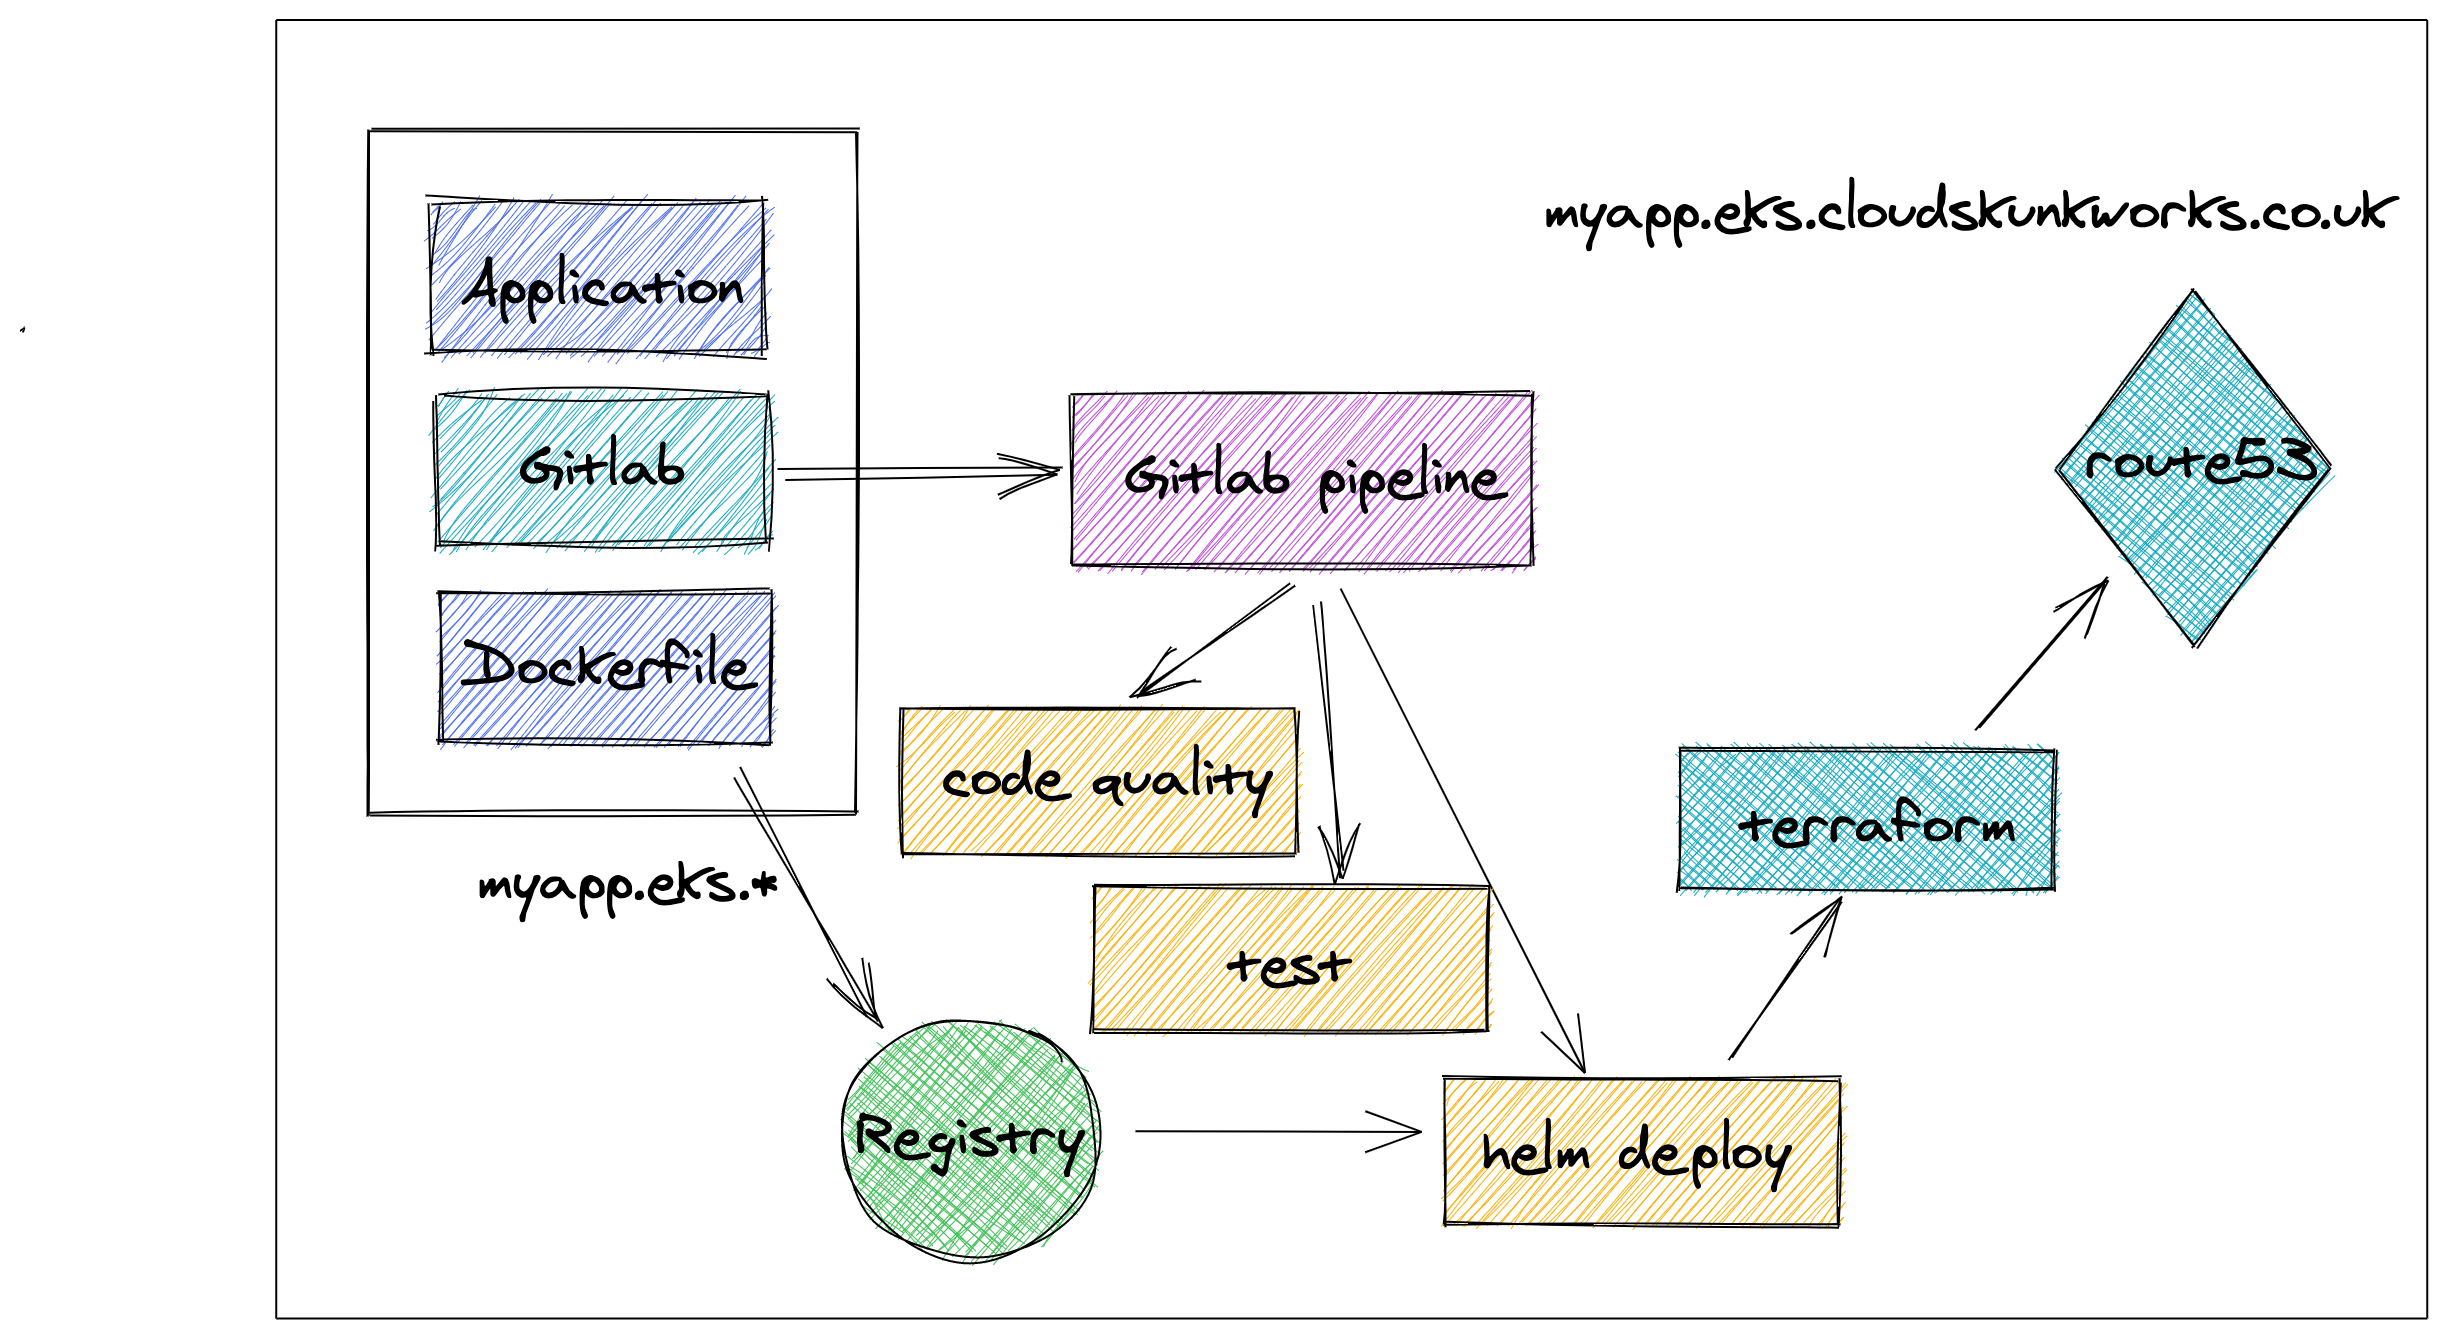 myapp.eks.cloudskunkworks.co.uk
Application
Gitlab
Gitlab pipeline
route53
Dockerfile
code quality
terraform
myapp.eks.*
test
Registry
helm deploy